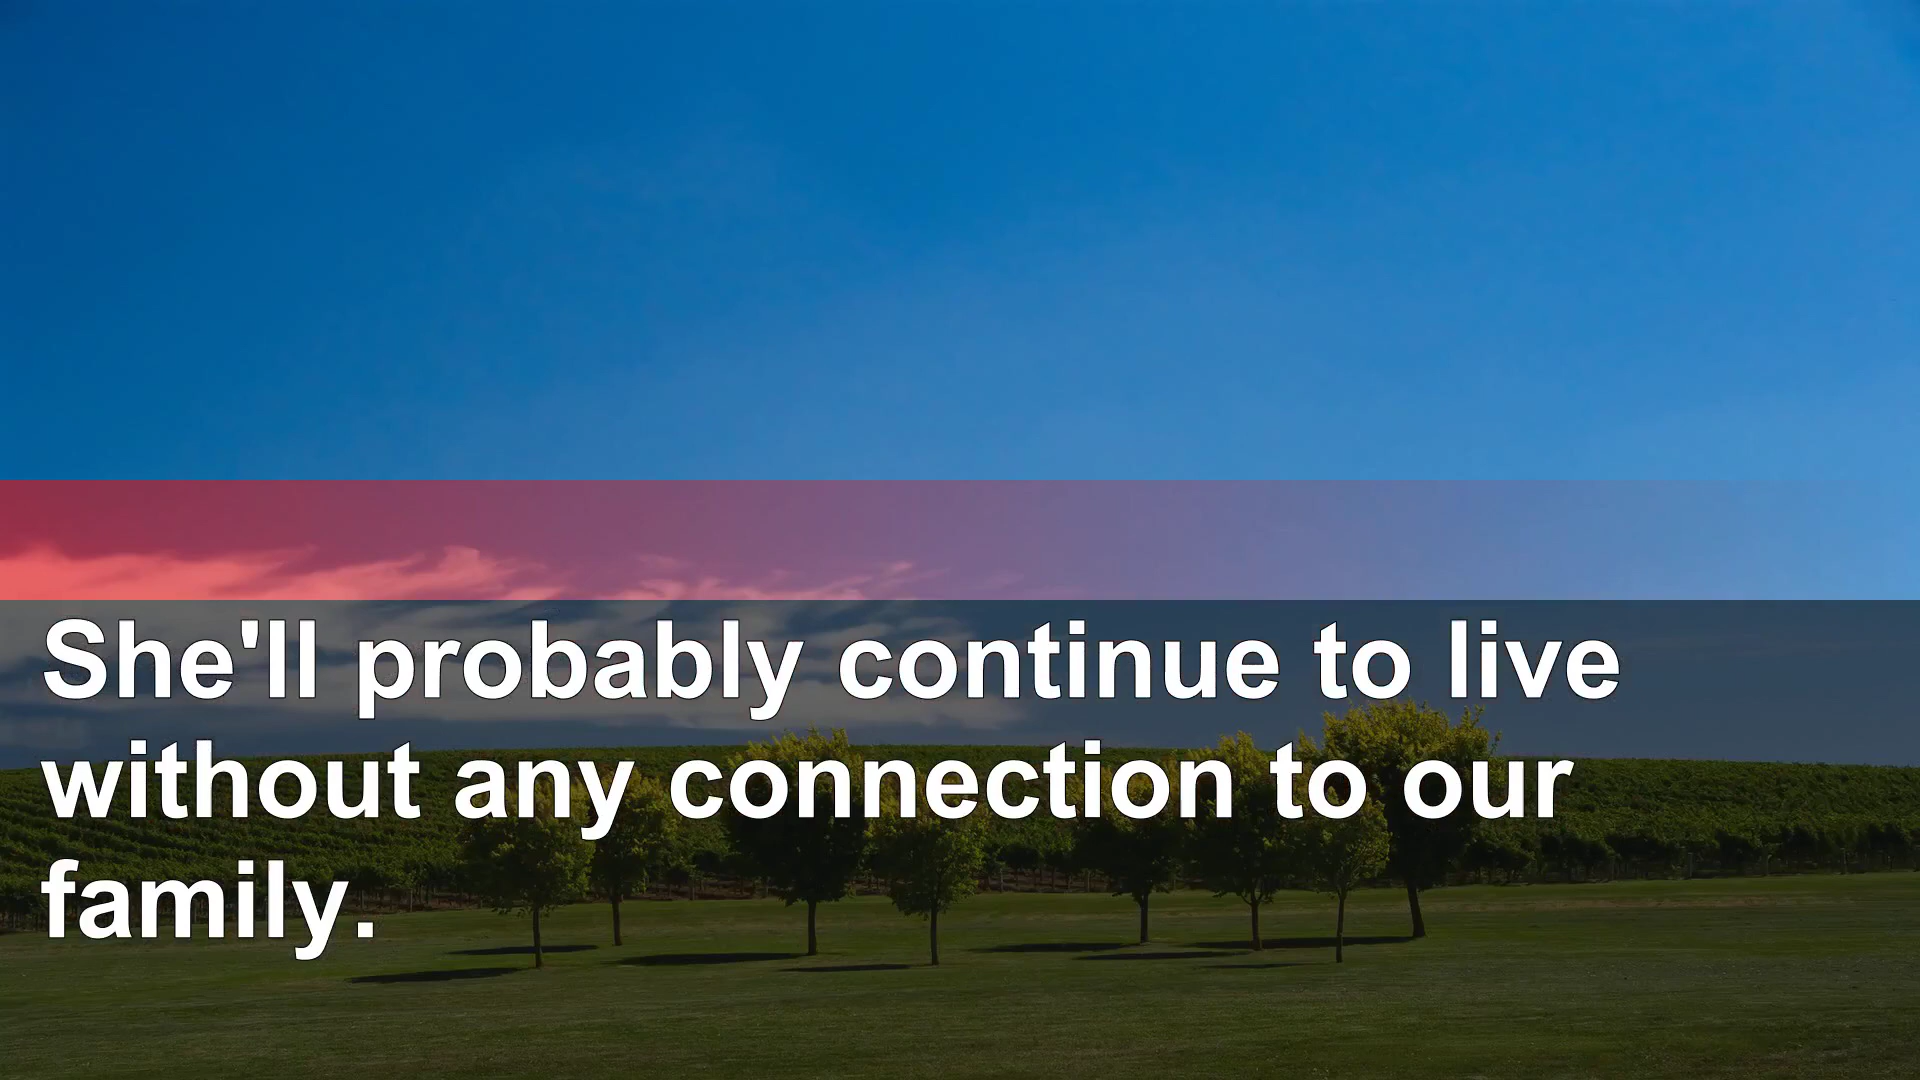 She'll probably continue to live
without any connection to our
family.